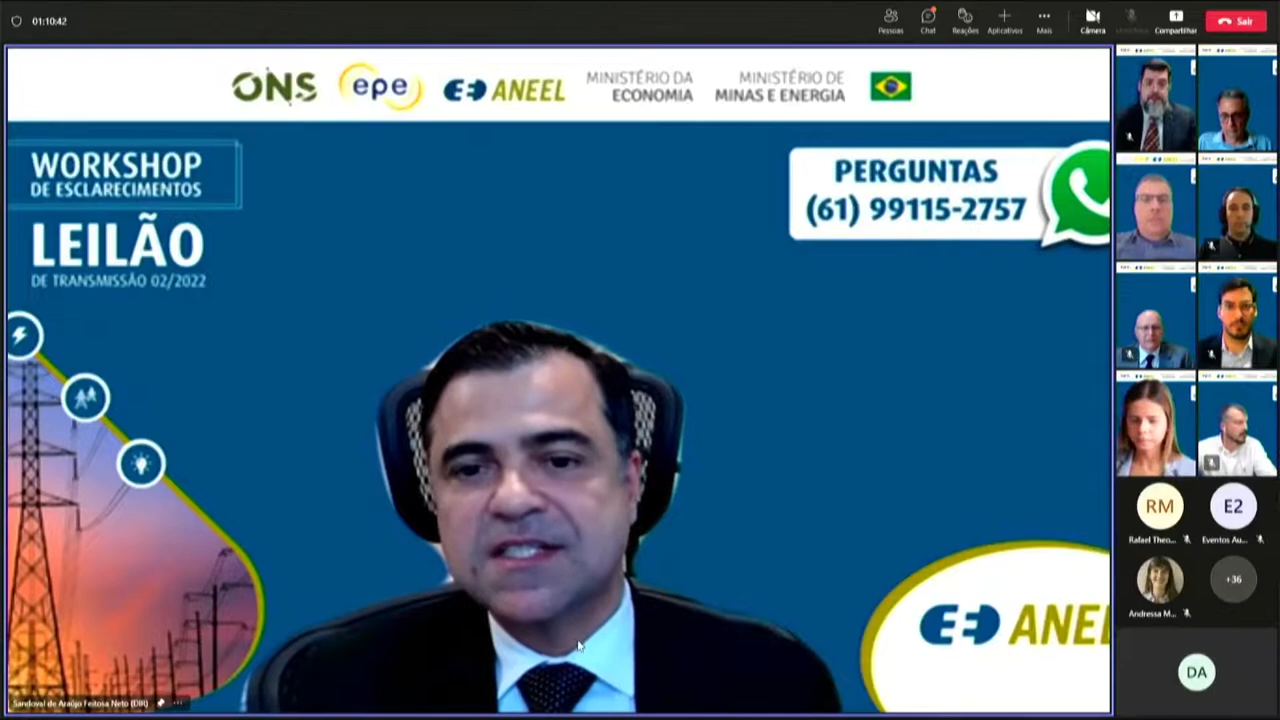 01:10:42
Pessoas
Chat
Reações
Aplicativos
Mais
Câmera
Compartilhar
Sair
ONS
epe
ANEEL
MINISTÉRIO DA
ECONOMIA
MINISTÉRIO DE
MINAS E ENERGIA
WORKSHOP
DE ESCLARECIMENTOS
LEILÃO
DE TRANSMISSÃO 02/2022
PERGUNTAS
(61) 99115-2757
ANEEL
Sandoval de Araújo Feitosa Neto (DIR)
RM
E2
Rafael Theo...
Eventos Au...
+36
Andressa M...
DA